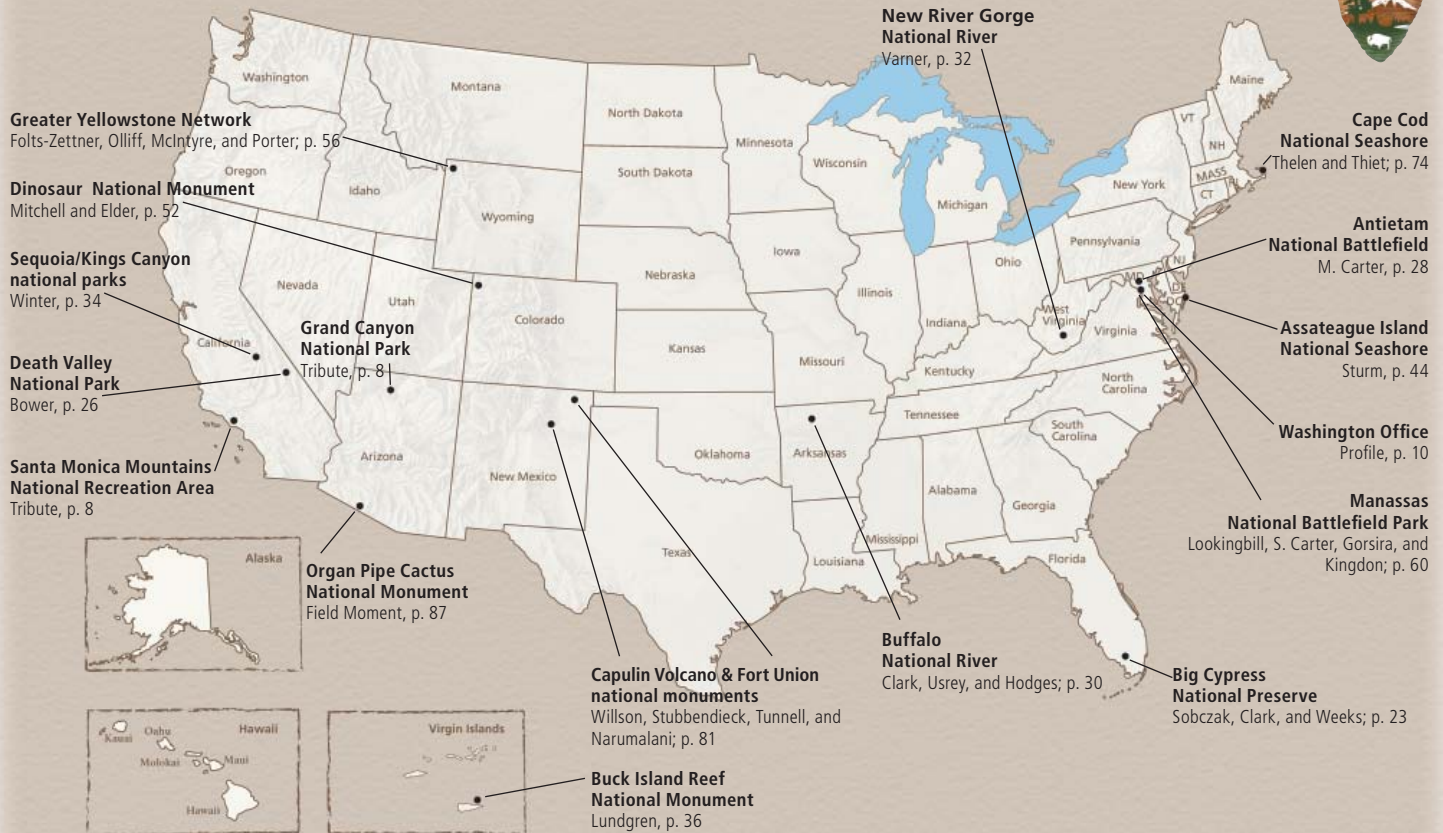 New River Gorge
National River
Varner, p. 32
Greater Yellowstone Network
Folts-Zettner, Olliff, McIntyre, and Porter; p. 56
Dinosaur National Monument
Mitchell and Elder, p. 52
Sequoia/Kings Canyon
national parks
Winter, p. 34
Death Valley
National Park
Bower, p. 26
Santa Monica Mountains
National Recreation Area
Tribute, p. 8
Grand Canyon
National Park
Tribute, p. 8
Organ Pipe Cactus
National Monument
Field Moment, p. 87
Capulin Volcano & Fort Union
national monuments
Willson, Stubbendieck, Tunnell, and
Narumalani; p. 81
Buck Island Reef
National Monument
Lundgren, p. 36
Buffalo
National River
Clark, Usrey, and Hodges; p. 30
Big Cypress
National Preserve
Sobczak, Clark, and Weeks; p. 23
Cape Cod
National Seashore
Thelen and Thiet; p. 74
Antietam
National Battlefield
M. Carter, p. 28
Assateague Island
National Seashore
Sturm, p. 44
Washington Office
Profile, p. 10
Manassas
National Battlefield Park
Lookingbill, S. Carter, Gorsira, and
Kingdon; p. 60
Washington
Montana
North Dakota
Minnesota
Wisconsin
Michigan
New York
VT
NH
Maine
MASS
CT
RI
Oregon
Idaho
Wyoming
South Dakota
Iowa
Nebraska
Nevada
Utah
Colorado
California
Kansas
Missouri
Illinois
Indiana
Ohio
Pennsylvania
NJ
MD
DE
DC
West
Virginia
Virginia
Kentucky
North
Carolina
Tennessee
South
Carolina
Arizona
New Mexico
Oklahoma
Arkansas
Texas
Louisiana
Mississippi
Alabama
Georgia
Florida
Alaska
Hawaii
Kauai
Oahu
Molokai
Maui
Hawaii
Virgin Islands